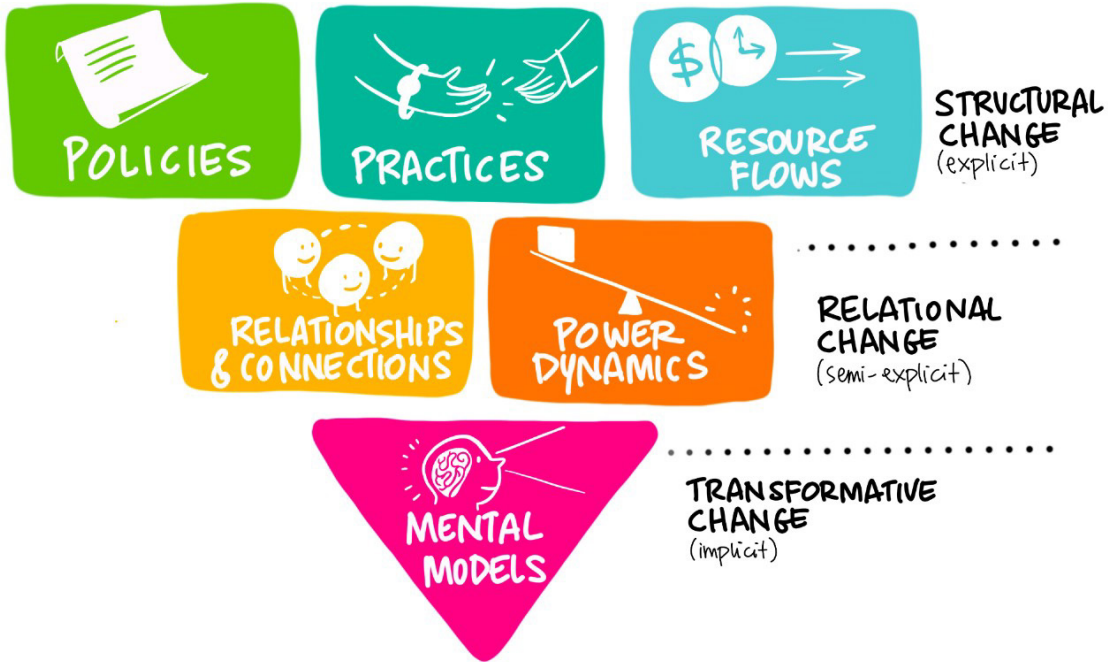 POLICIES
PRACTICES
$
RESOURCE
FLOWS
STRUCTURAL
CHANGE
(explicit)
RELATIONSHIPS
& CONNECTIONS
POWER
DYNAMICS
RELATIONAL
CHANGE
(semi-explicit)
MENTAL
MODELS
TRANSFORMATIVE
CHANGE
(implicit)